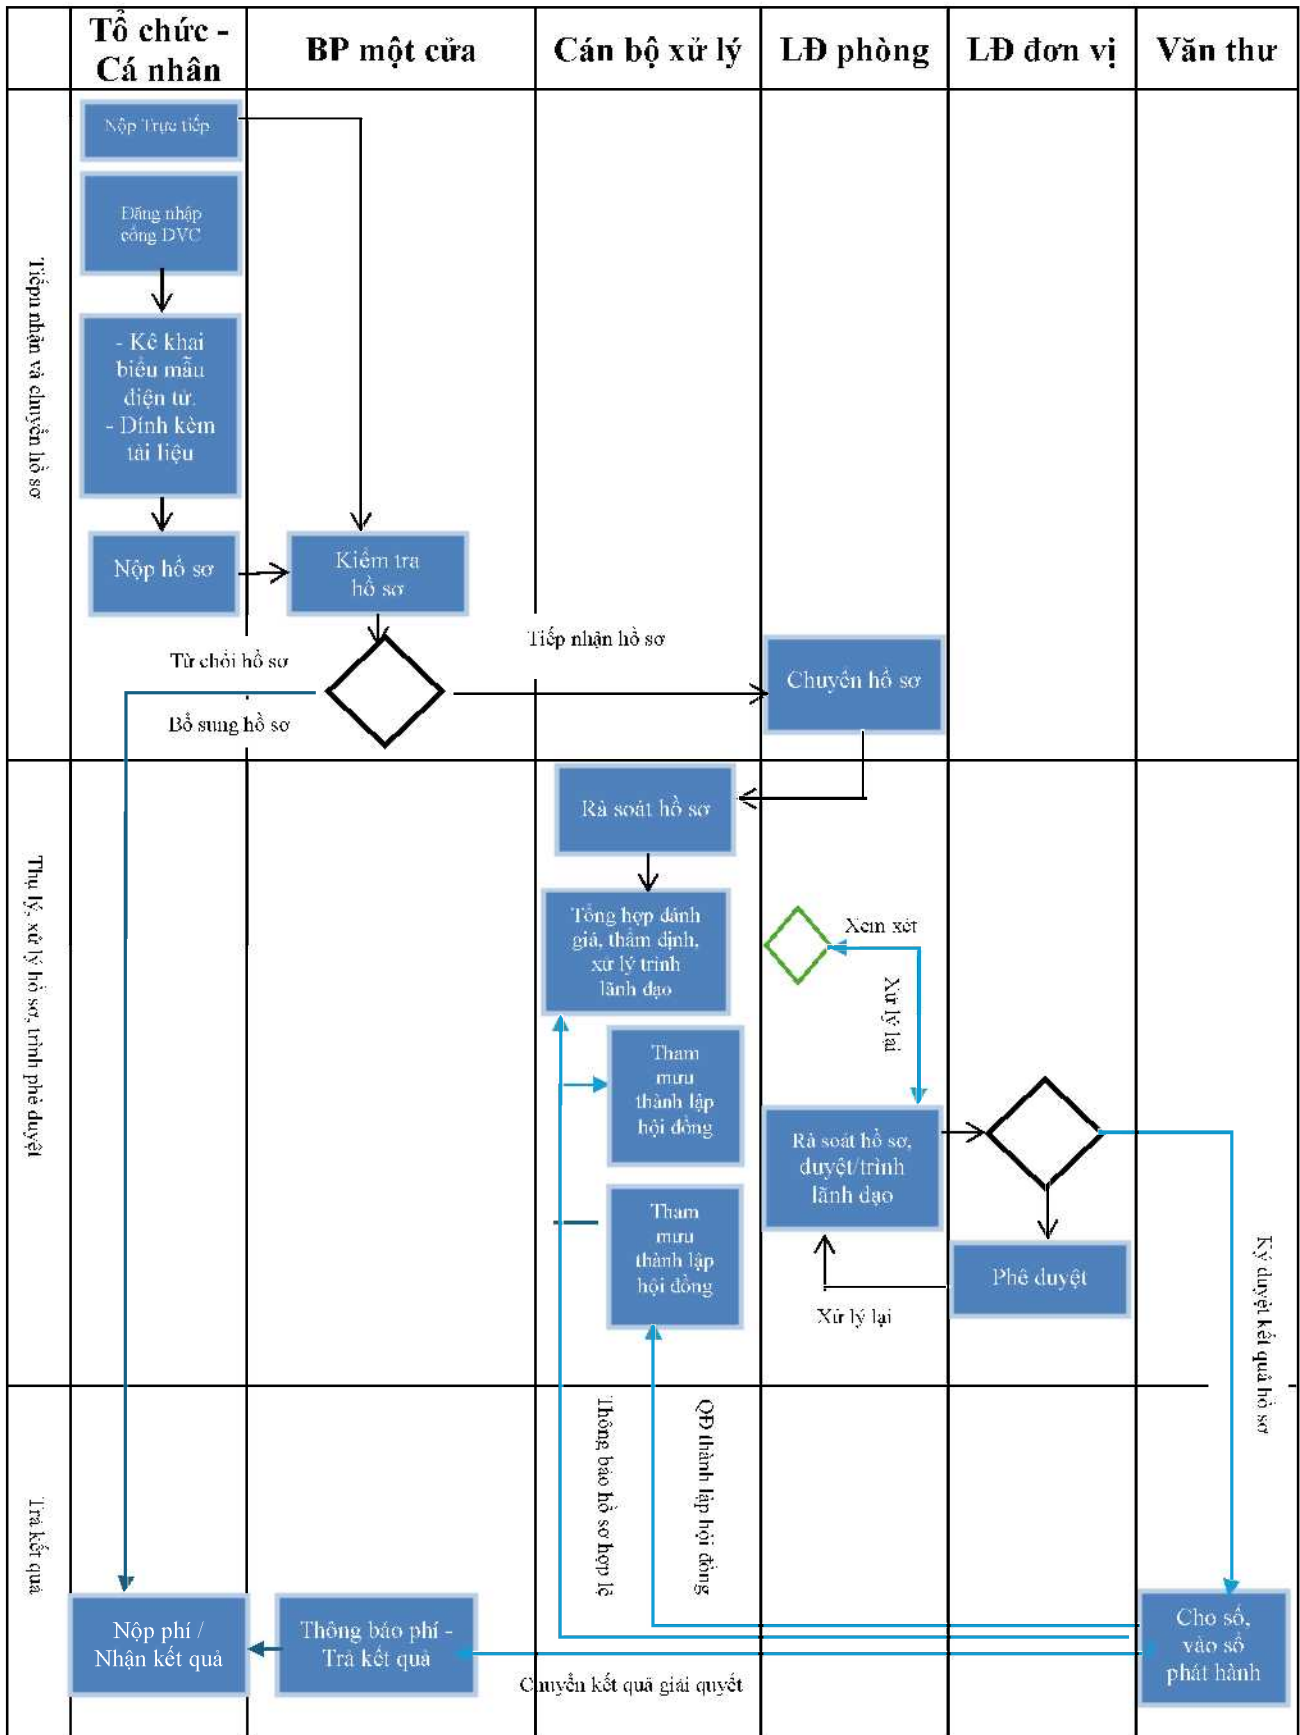 Tổ chức -
Cá nhân
BP một cửa
Cán bộ xử lý
LĐ phòng
LĐ đơn vị
Văn thư
Tiếpn nhận và chuyển hồ sơ
Nộp Trực tiếp
Đăng nhập
cổng DVC
- Kê khai
biểu mẫu
điện tử.
- Đính kèm
tài liệu
Nộp hồ sơ
Kiểm tra
hồ sơ
Từ chối hồ sơ
Bổ sung hồ sơ
Tiếp nhận hồ sơ
Chuyển hồ sơ
Thụ lý, xử lý hồ sơ, trình phê duyệt
Rà soát hồ sơ
Tổng hợp đánh
giá, thẩm định,
xử lý trình
lãnh đạo
Xem xét
Xử lý lại
Tham
mưu
thành lập
hội đồng
Rà soát hồ sơ,
duyệt/trình
lãnh đạo
Tham
mưu
thành lập
hội đồng
Phê duyệt
Xử lý lại
Ký duyệt kết quả hồ sơ
Trả kết quả
Thông báo hồ sơ hợp lệ
QĐ thành lập hội đồng
Nộp phí /
Nhận kết quả
Thông báo phí -
Trả kết quả
Cho số,
vào sổ
phát hành
Chuyển kết quả giải quyết